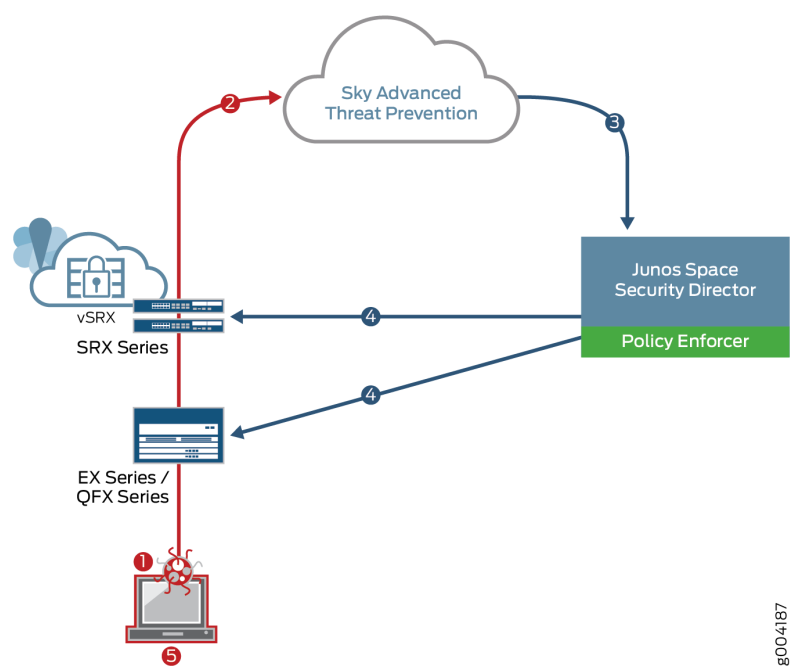 Sky Advanced
Threat Prevention
2
3
Junos Space
Security Director
Policy Enforcer
vSRX
SRX Series
4
4
EX Series /
QFX Series
1
5
g004187